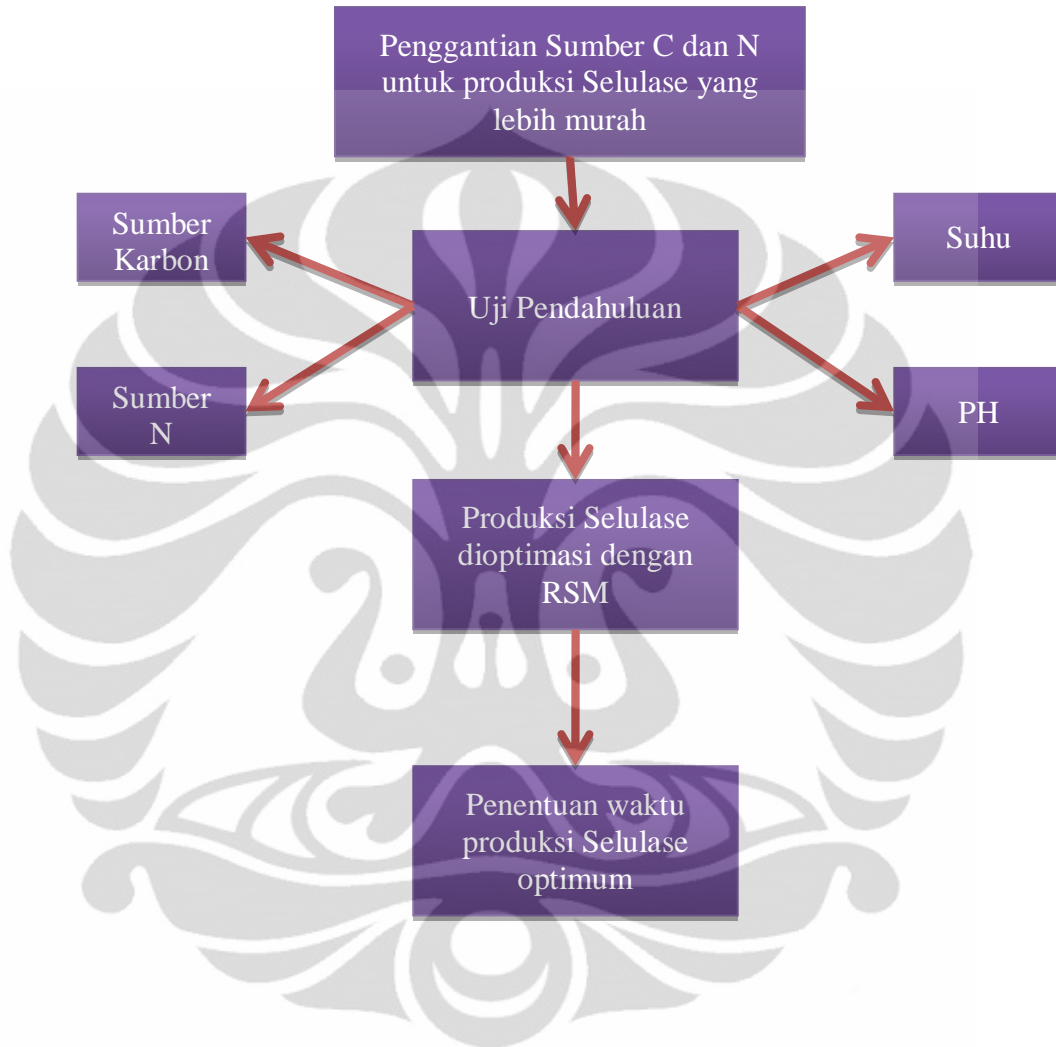 Penggantian Sumber C dan N
untuk produksi Selulase yang
lebih murah
Sumber
Karbon
Uji Pendahuluan
Suhu
Sumber
N
PH
Produksi Selulase
dioptimasi dengan
RSM
Penentuan waktu
produksi Selulase
optimum